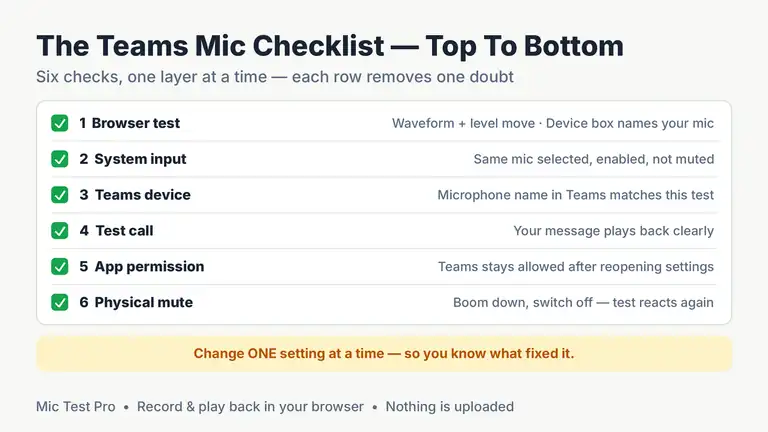 The Teams Mic Checklist — Top To Bottom
Six checks, one layer at a time — each row removes one doubt
1 Browser test Waveform + level move · Device box names your mic
2 System input Same mic selected, enabled, not muted
3 Teams device Microphone name in Teams matches this test
4 Test call Your message plays back clearly
5 App permission Teams stays allowed after reopening settings
6 Physical mute Boom down, switch off — test reacts again
Change ONE setting at a time — so you know what fixed it.
Mic Test Pro • Record & play back in your browser • Nothing is uploaded